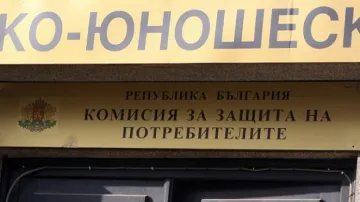 КО-ЮНОШЕСК
РЕПУБЛИКА БЪЛГАРИЯ
КОМИСИЯ ЗА ЗАЩИТА НА
ПОТРЕБИТЕЛИТЕ